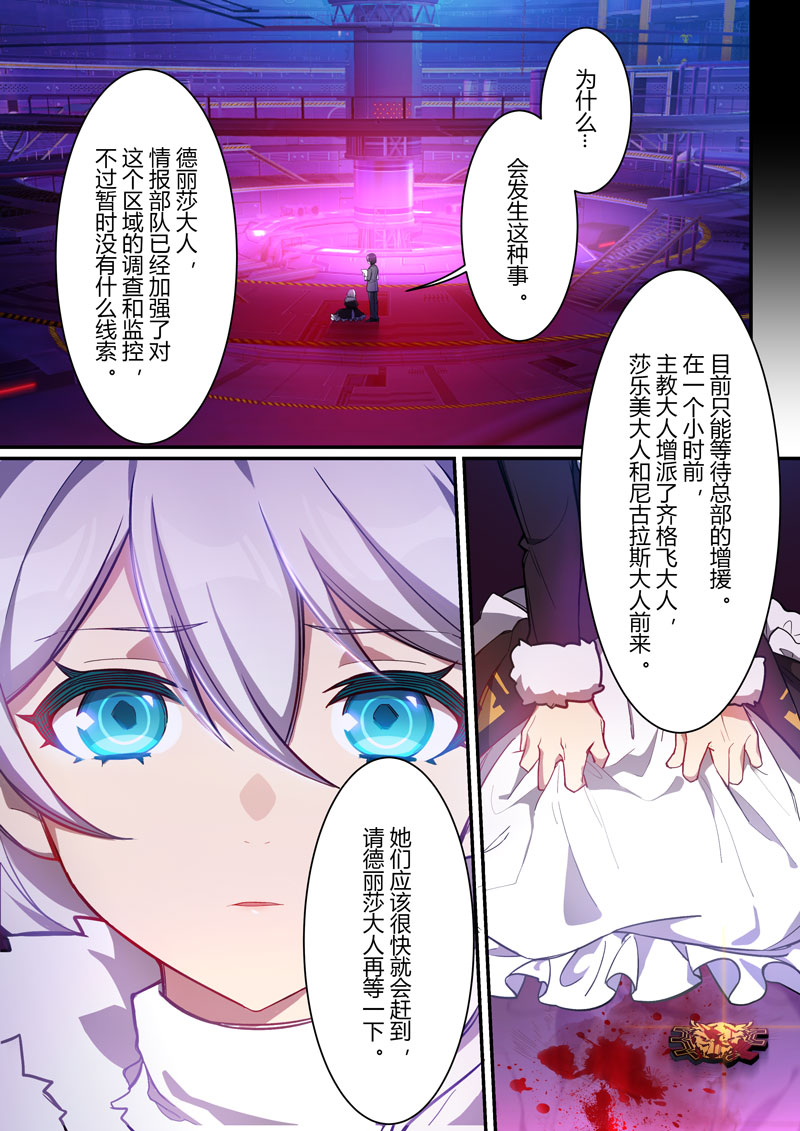 为什么…
会发生这种事。
德丽莎大人，
情报部队已经加强了对
这个区域的调查和监控，
不过暂时没有什么线索。
目前只能等待总部的增援。
在一个小时前，
主教大人增派了齐格飞大人，
莎乐美大人和尼古拉斯大人前来。
她们应该很快就会赶到，
请德丽莎大人再等一下。